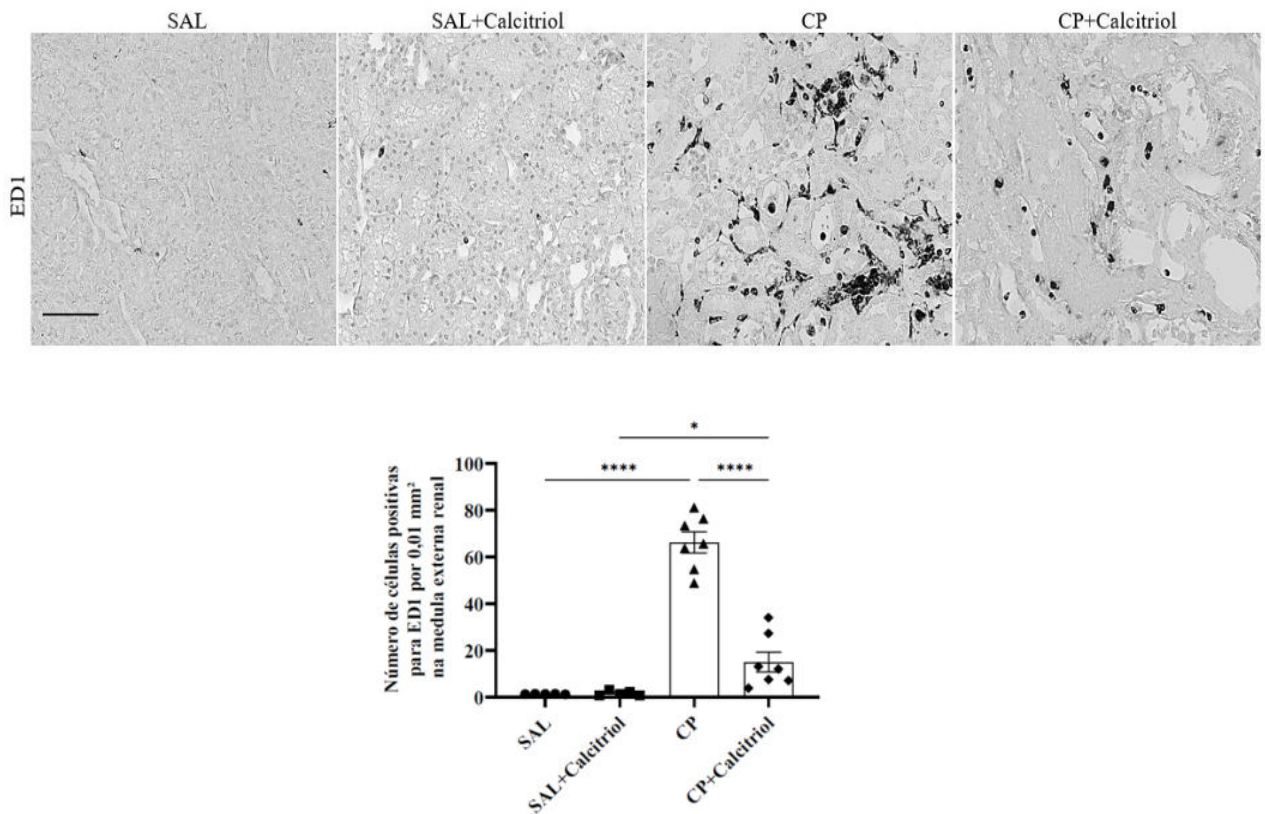 SAL
SAL+Calcitriol
CP
CP+Calcitriol
ED1
*
****
****
Número de células positivas
para ED1 por 0,01 mm²
na medula externa renal
100
80
60
40
20
0
SAL
SAL+Calcitriol
CP
CP+Calcitriol